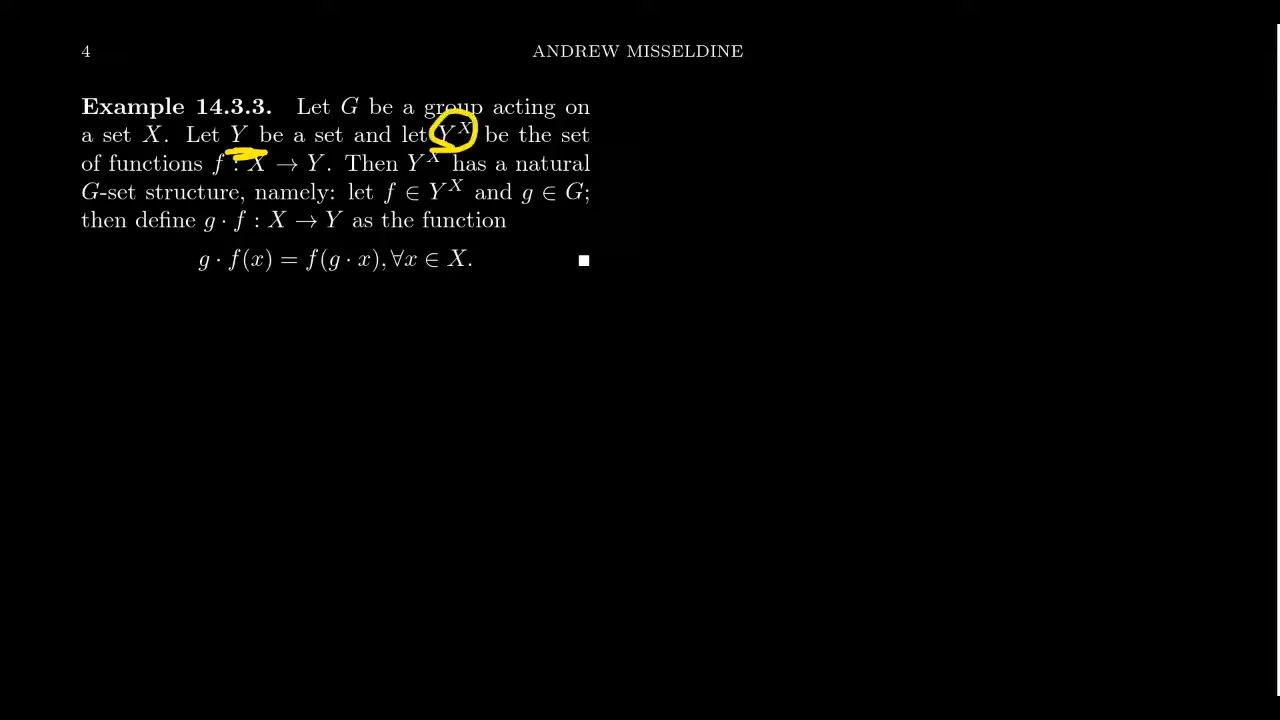 4 ANDREW MISSELDINE
Example 14.3.3. Let G be a group acting on
a set X. Let Y be a set and let Y^X be the set
of functions f : X → Y. Then Y^X has a natural
G-set structure, namely: let f ∈ Y^X and g ∈ G;
then define g · f : X → Y as the function
g · f(x) = f(g · x), ∀x ∈ X. ■